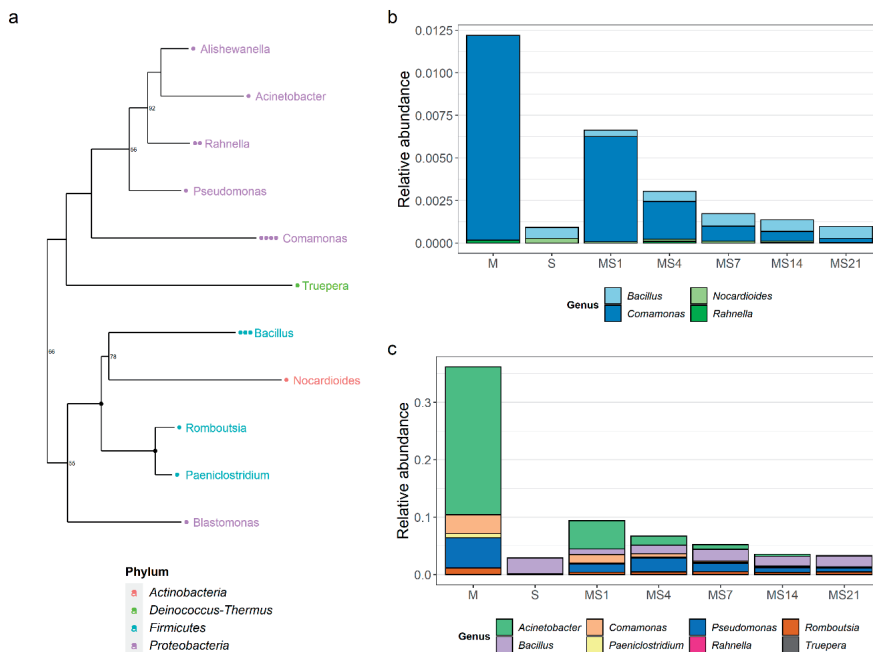 a
Alishewanella
Acinetobacter
92
Rahnella
66
Pseudomonas
Comamonas
Truepera
Bacillus
66
78
Nocardioides
Romboutsia
55
Paeniclostridium
Blastomonas
Phylum
Actinobacteria
Deinococcus-Thermus
Firmicutes
Proteobacteria
b
Relative abundance
0.0125
0.0100
0.0075
0.0050
0.0025
0.0000
M S MS1 MS4 MS7 MS14 MS21
Genus
Bacillus Nocardioides
Comamonas Rahnella
c
Relative abundance
0.3
0.2
0.1
0.0
M S MS1 MS4 MS7 MS14 MS21
Genus
Acinetobacter Comamonas Pseudomonas Romboutsia
Bacillus Paeniclostridium Rahnella Truepera